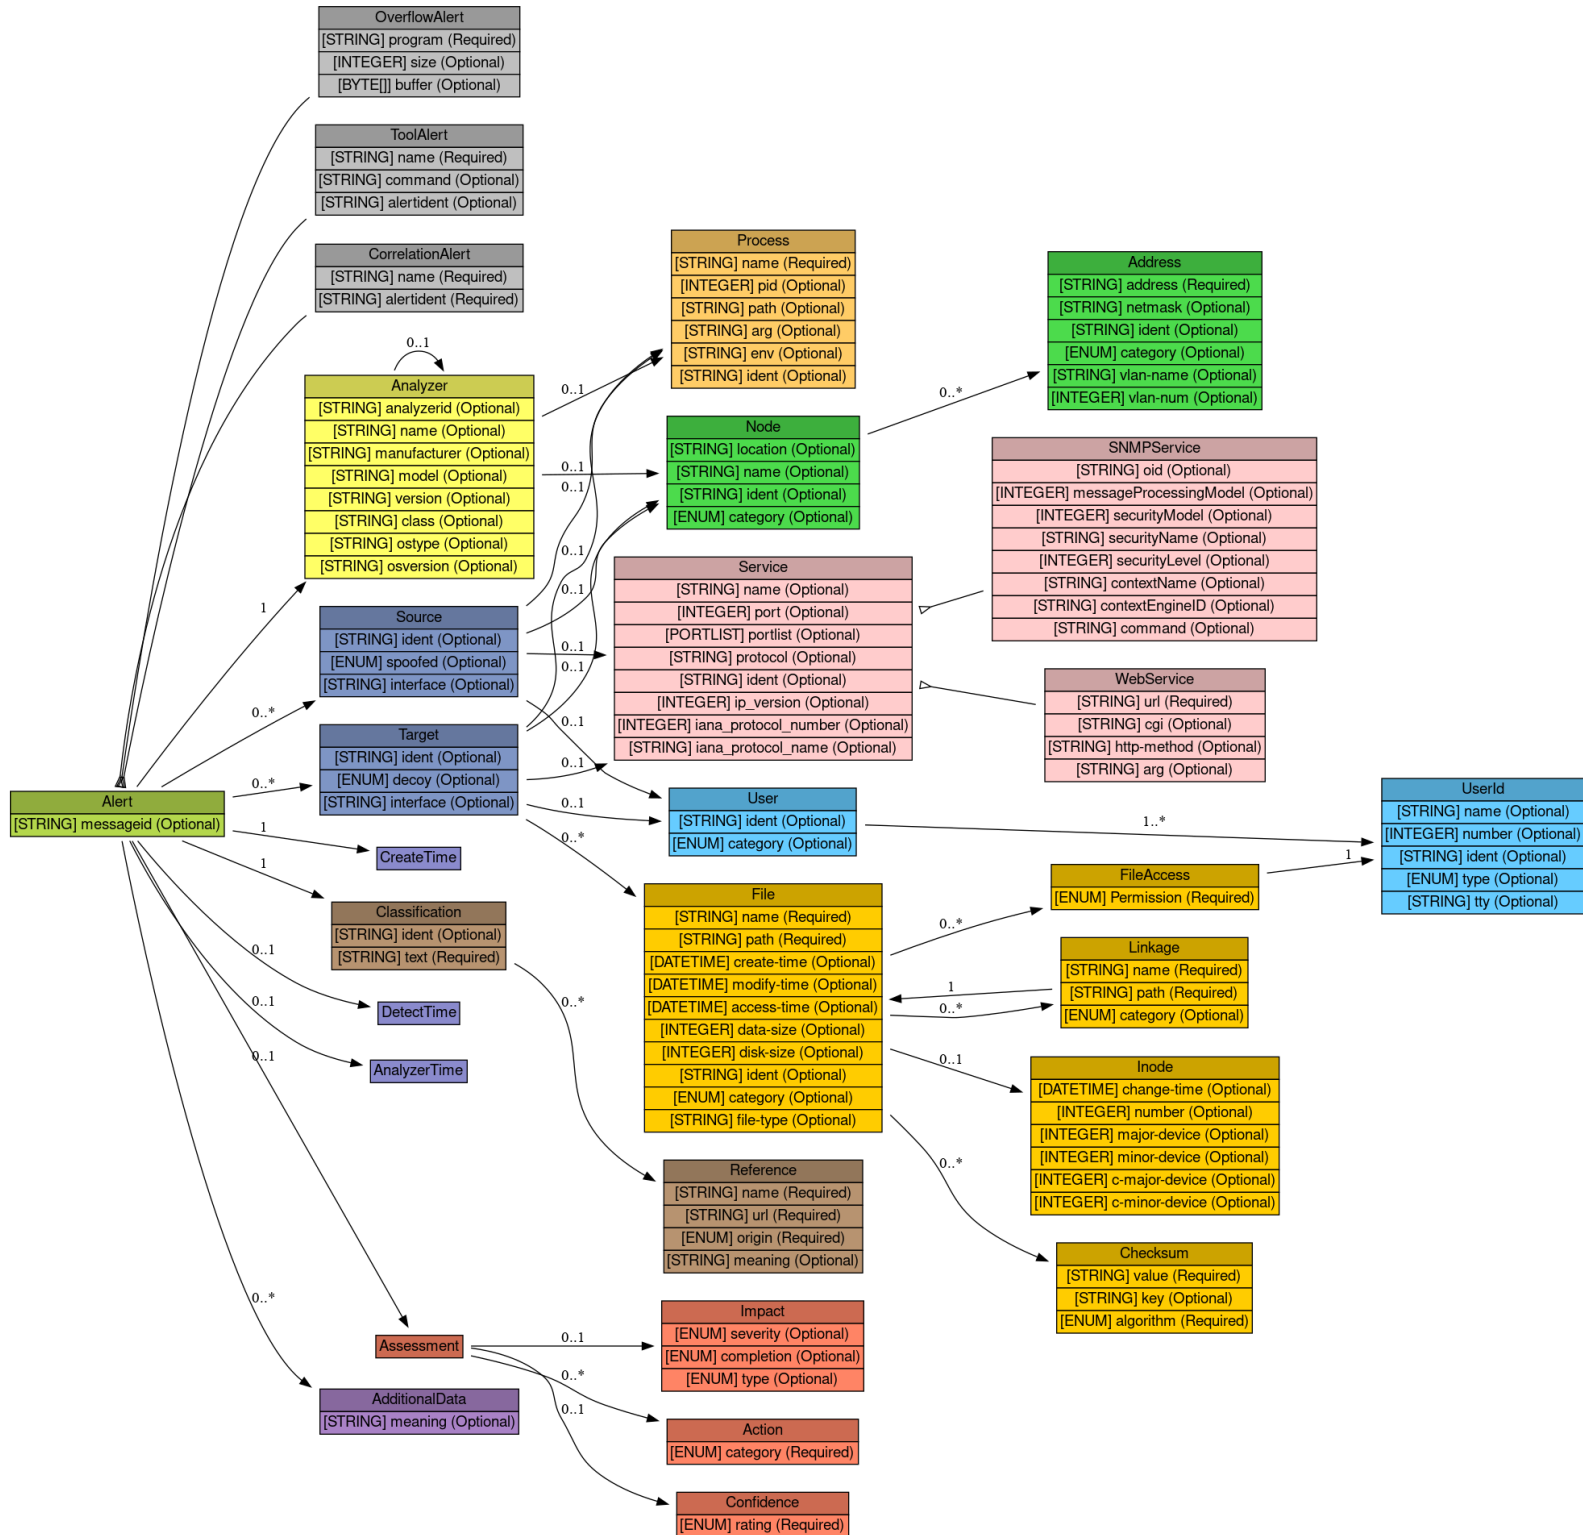 OverflowAlert
[STRING] program (Required)
[INTEGER] size (Optional)
[BYTE[]] buffer (Optional)
ToolAlert
[STRING] name (Required)
[STRING] command (Optional)
[STRING] alertident (Optional)
CorrelationAlert
[STRING] name (Required)
[STRING] alertident (Required)
0..1
Analyzer
[STRING] analyzerid (Optional)
[STRING] name (Optional)
[STRING] manufacturer (Optional)
[STRING] model (Optional)
[STRING] version (Optional)
[STRING] class (Optional)
[STRING] ostype (Optional)
[STRING] osversion (Optional)
Source
[STRING] ident (Optional)
[ENUM] spoofed (Optional)
[STRING] interface (Optional)
Target
[STRING] ident (Optional)
[ENUM] decoy (Optional)
[STRING] interface (Optional)
Alert
[STRING] messageid (Optional)
1
0..*
0..*
1
1
0..1
0..1
0..1
0..*
CreateTime
Classification
[STRING] ident (Optional)
[STRING] text (Required)
DetectTime
AnalyzerTime
Assessment
AdditionalData
[STRING] meaning (Optional)
0..1
0..1
0..1
0..1
0..1
0..1
0..1
0..1
0..1
0..1
0..*
0..*
0..1
0..*
0..1
Process
[STRING] name (Required)
[INTEGER] pid (Optional)
[STRING] path (Optional)
[STRING] arg (Optional)
[STRING] env (Optional)
[STRING] ident (Optional)
Node
[STRING] location (Optional)
[STRING] name (Optional)
[STRING] ident (Optional)
[ENUM] category (Optional)
Service
[STRING] name (Optional)
[INTEGER] port (Optional)
[PORTLIST] portlist (Optional)
[STRING] protocol (Optional)
[STRING] ident (Optional)
[INTEGER] ip_version (Optional)
[INTEGER] iana_protocol_number (Optional)
[STRING] iana_protocol_name (Optional)
User
[STRING] ident (Optional)
[ENUM] category (Optional)
File
[STRING] name (Required)
[STRING] path (Required)
[DATETIME] create-time (Optional)
[DATETIME] modify-time (Optional)
[DATETIME] access-time (Optional)
[INTEGER] data-size (Optional)
[INTEGER] disk-size (Optional)
[STRING] ident (Optional)
[ENUM] category (Optional)
[STRING] file-type (Optional)
Reference
[STRING] name (Required)
[STRING] url (Required)
[ENUM] origin (Required)
[STRING] meaning (Optional)
Impact
[ENUM] severity (Optional)
[ENUM] completion (Optional)
[ENUM] type (Optional)
Action
[ENUM] category (Required)
Confidence
[ENUM] rating (Required)
0..*
1..*
0..*
1
0..*
0..1
0..*
Address
[STRING] address (Required)
[STRING] netmask (Optional)
[STRING] ident (Optional)
[ENUM] category (Optional)
[STRING] vlan-name (Optional)
[INTEGER] vlan-num (Optional)
SNMPService
[STRING] oid (Optional)
[INTEGER] messageProcessingModel (Optional)
[INTEGER] securityModel (Optional)
[STRING] securityName (Optional)
[INTEGER] securityLevel (Optional)
[STRING] contextName (Optional)
[STRING] contextEngineID (Optional)
[STRING] command (Optional)
WebService
[STRING] url (Required)
[STRING] cgi (Optional)
[STRING] http-method (Optional)
[STRING] arg (Optional)
FileAccess
[ENUM] Permission (Required)
Linkage
[STRING] name (Required)
[STRING] path (Required)
[ENUM] category (Optional)
Inode
[DATETIME] change-time (Optional)
[INTEGER] number (Optional)
[INTEGER] major-device (Optional)
[INTEGER] minor-device (Optional)
[INTEGER] c-major-device (Optional)
[INTEGER] c-minor-device (Optional)
Checksum
[STRING] value (Required)
[STRING] key (Optional)
[ENUM] algorithm (Required)
1
UserId
[STRING] name (Optional)
[INTEGER] number (Optional)
[STRING] ident (Optional)
[ENUM] type (Optional)
[STRING] tty (Optional)